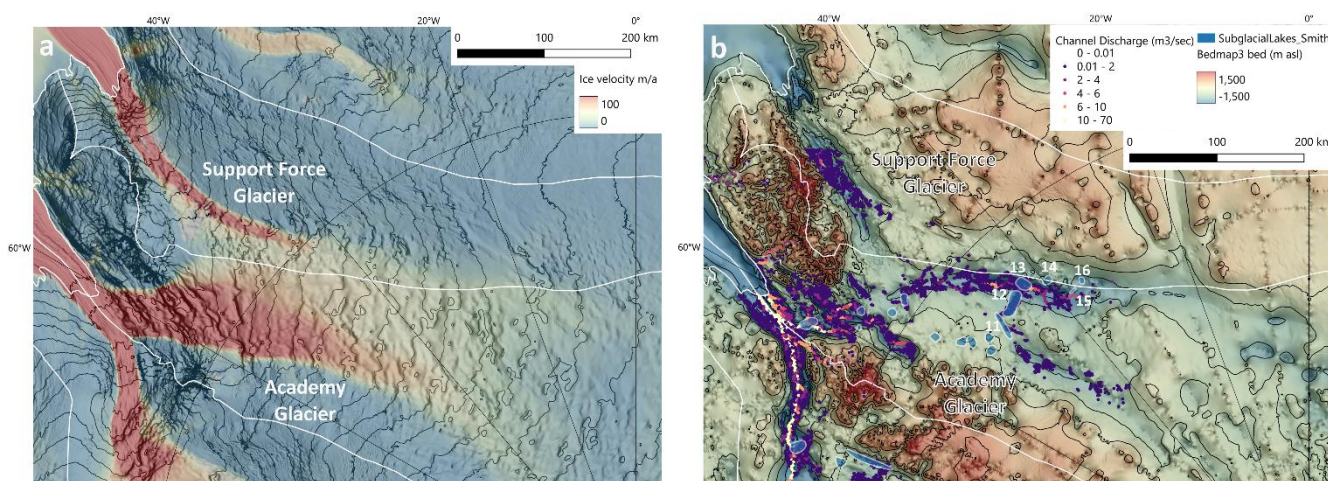 40°W
20°W
0°
a
0
100
200 km
Ice velocity m/a
100
0
Support Force
Glacier
60°W
Academy
Glacier
40°W
20°W
0°
b
Channel Discharge (m3/sec)
0 - 0.01
0.01 - 2
2 - 4
4 - 6
6 - 10
10 - 70
SubglacialLakes_Smith
Bedmap3 bed (m asl)
1,500
-1,500
0
100
200 km
Support Force
Glacier
60°W
13
14
16
12
15
11
Academy
Glacier